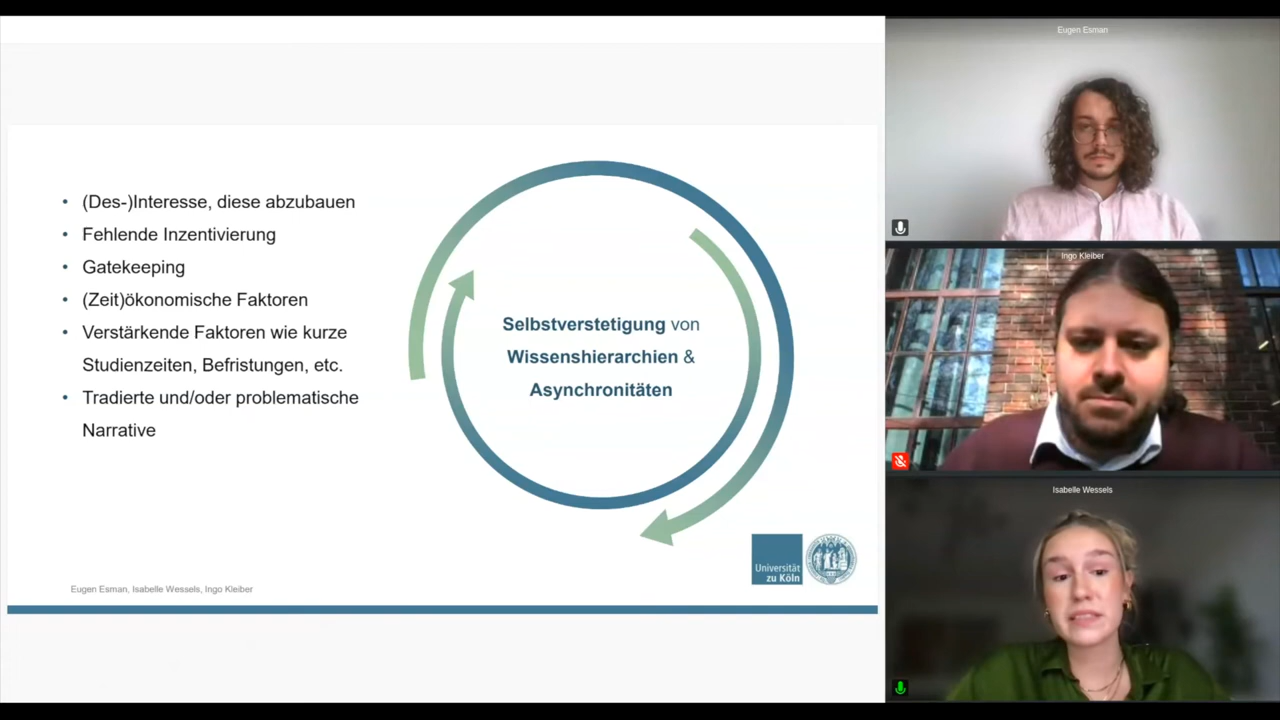 • (Des-)Interesse, diese abzubauen
• Fehlende Inzentivierung
• Gatekeeping
• (Zeit)ökonomische Faktoren
• Verstärkende Faktoren wie kurze
Studienzeiten, Befristungen, etc.
• Tradierte und/oder problematische
Narrative
Selbstverstetigung von
Wissenshierarchien &
Asynchronitäten
Universität
zu Köln
Eugen Esman, Isabelle Wessels, Ingo Kleiber
Eugen Esman
Ingo Kleiber
Isabelle Wessels